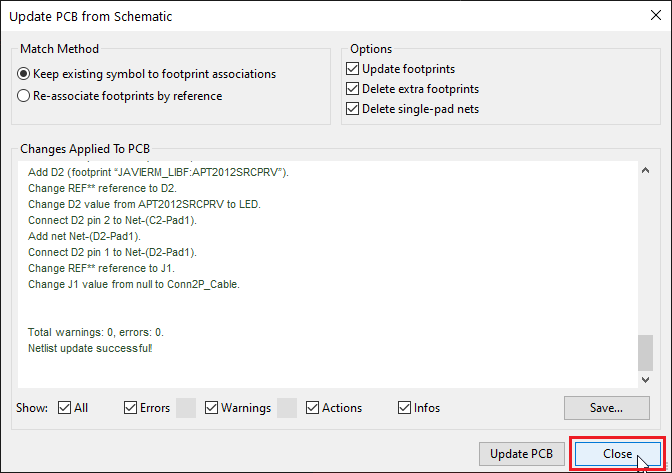 Update PCB from Schematic
Match Method
Keep existing symbol to footprint associations
Re-associate footprints by reference
Options
Update footprints
Delete extra footprints
Delete single-pad nets
Changes Applied To PCB
Add D2 (footprint “JAVIERM_LIBF:APT2012SRCPRV”).
Change REF** reference to D2.
Change D2 value from APT2012SRCPRV to LED.
Connect D2 pin 2 to Net-(C2-Pad1).
Add net Net-(D2-Pad1).
Connect D2 pin 1 to Net-(D2-Pad1).
Change REF** reference to J1.
Change J1 value from null to Conn2P_Cable.
Total warnings: 0, errors: 0.
Netlist update successful!
Show: All Errors Warnings Actions Infos Save...
Update PCB Close